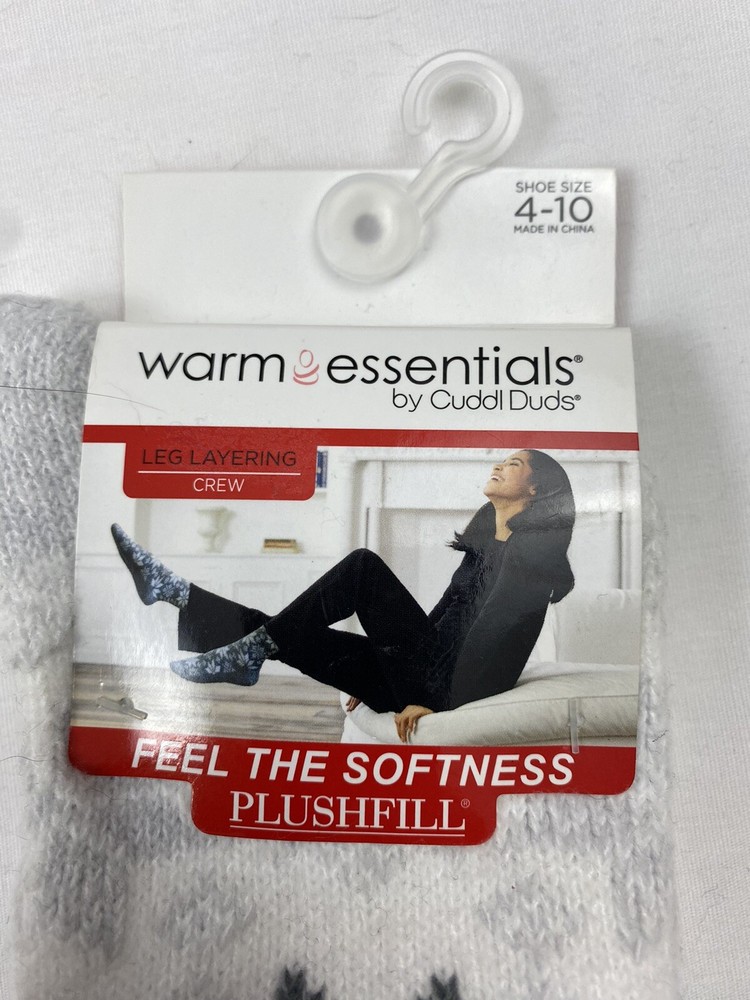 SHOE SIZE
4-10
MADE IN CHINA
warm essentials®
by Cuddl Duds®
LEG LAYERING
CREW
FEEL THE SOFTNESS
PLUSHFILL®